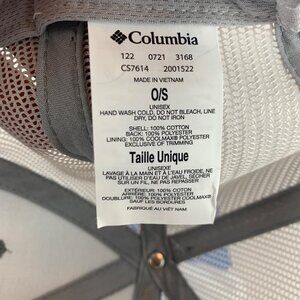 Columbia
122 0721 3168
CS7614 2001522
MADE IN VIETNAM
O/S
UNISEX
HAND WASH COLD, DO NOT BLEACH, LINE
DRY, DO NOT IRON
SHELL: 100% COTTON
BACK: 100% POLYESTER
LINING: 100% COOLMAX® POLYESTER
EXCLUSIVE OF TRIMMING
Taille Unique
UNISEXE
LAVAGE À LA MAIN ET À L'EAU FROIDE, NE
PAS UTILISER D'EAU DE JAVEL, SÉCHER
SUR UN FIL, NE PAS REPASSER
EXTÉRIEUR: 100% COTON
ARRIÈRE: 100% POLYESTER
DOUBLURE: 100% POLYESTER COOLMAX®
SAUF LES BORDURES
FABRIQUÉ AU VIÊT NAM